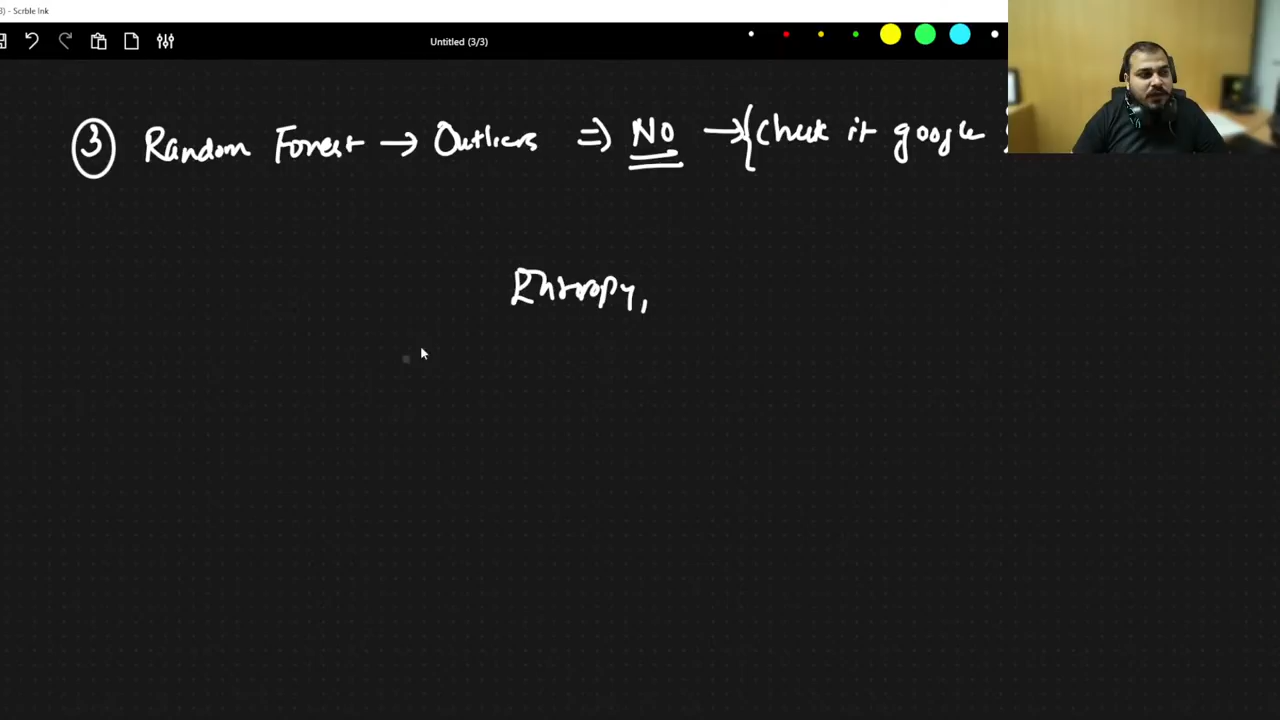 ) - Scrble Ink
Untitled (3/3)
③ Random Forest → Outliers ⇒ No → { Check it google
Entropy,